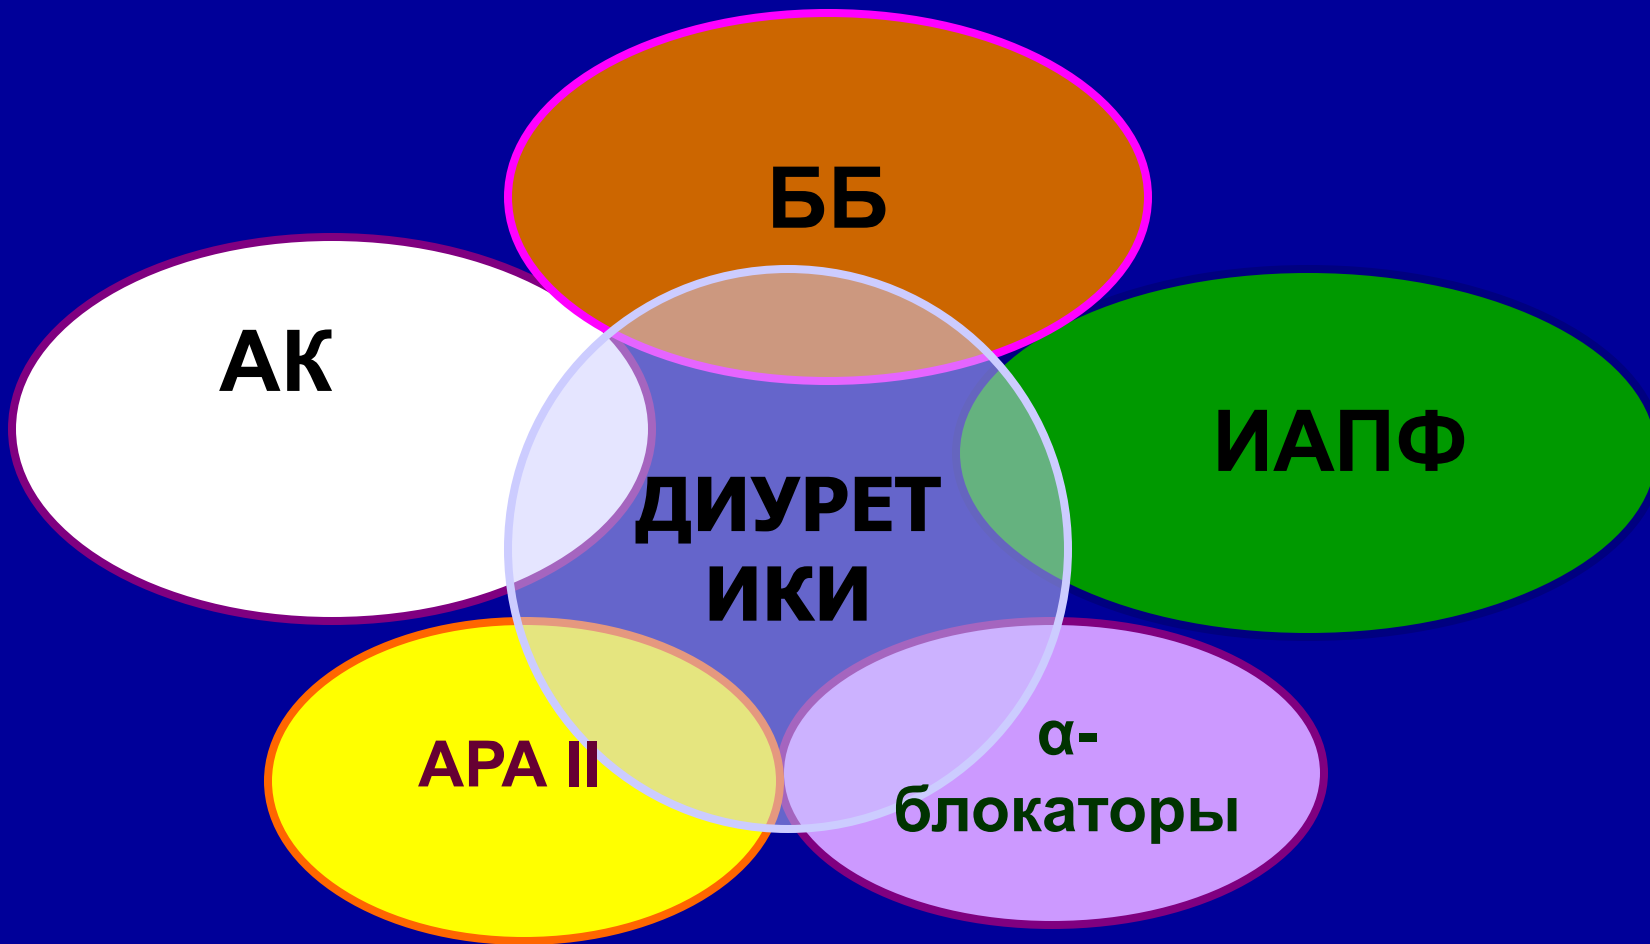 ББ
АК
ИАПФ
ДИУРЕТ
ИКИ
АРА II
α-
блокаторы